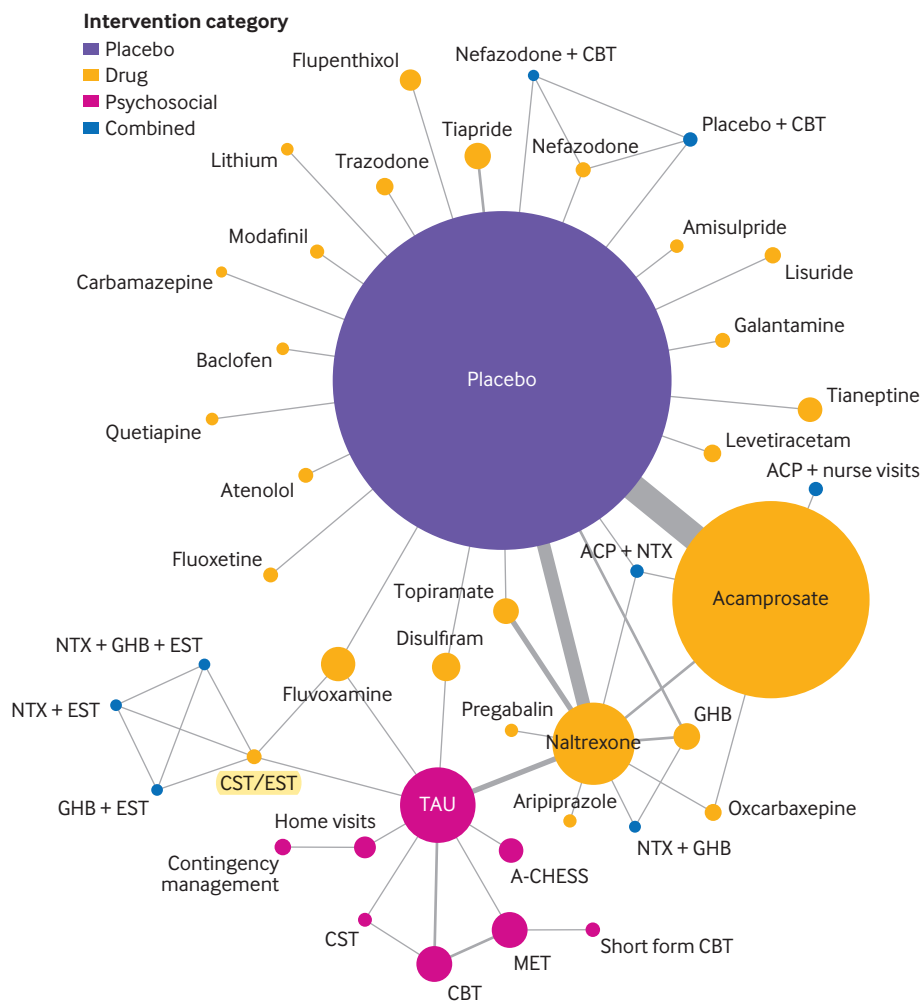 Intervention category
Placebo
Drug
Psychosocial
Combined
Flupenthixol
Nefazodone + CBT
Tiapride
Placebo + CBT
Nefazodone
Lithium
Trazodone
Modafinil
Amisulpride
Lisuride
Carbamazepine
Galantamine
Baclofen
Placebo
Tianeptine
Quetiapine
Levetiracetam
ACP + nurse visits
Atenolol
Fluoxetine
ACP + NTX
Topiramate
Acamprosate
Disulfiram
NTX + GHB + EST
Fluvoxamine
NTX + EST
Pregabalin
GHB
Naltrexone
CST/EST
GHB + EST
TAU
Aripiprazole
Oxcarbaxepine
Home visits
NTX + GHB
Contingency
management
A-CHESS
CST
MET
Short form CBT
CBT